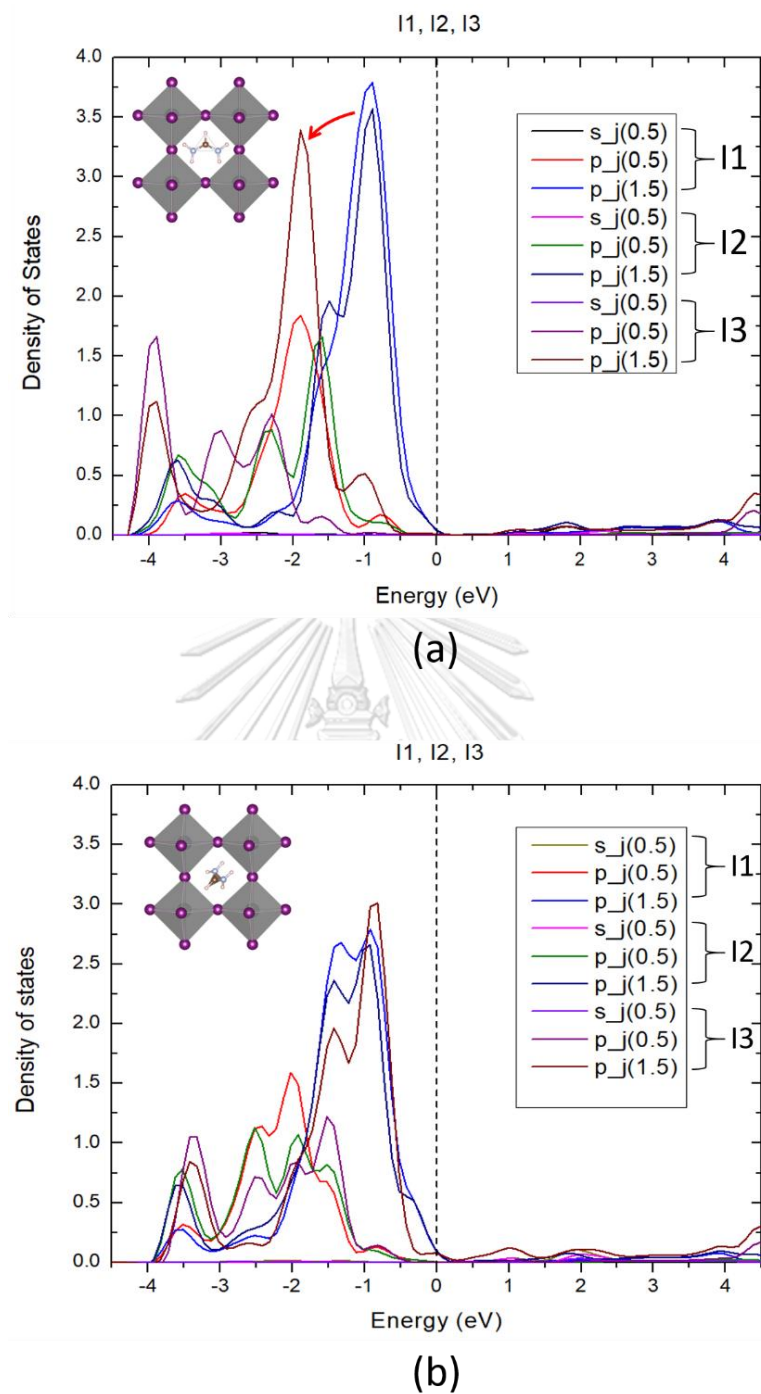 I1, I2, I3
4.0
3.5
3.0
2.5
2.0
1.5
1.0
0.5
0.0
Density of States
s_j(0.5)
p_j(0.5)
p_j(1.5)
I1
s_j(0.5)
p_j(0.5)
p_j(1.5)
I2
s_j(0.5)
p_j(0.5)
p_j(1.5)
I3
-4 -3 -2 -1 0 1 2 3 4
Energy (eV)
(a)
I1, I2, I3
4.0
3.5
3.0
2.5
2.0
1.5
1.0
0.5
0.0
Density of states
s_j(0.5)
p_j(0.5)
p_j(1.5)
I1
s_j(0.5)
p_j(0.5)
p_j(1.5)
I2
s_j(0.5)
p_j(0.5)
p_j(1.5)
I3
-4 -3 -2 -1 0 1 2 3 4
Energy (eV)
(b)